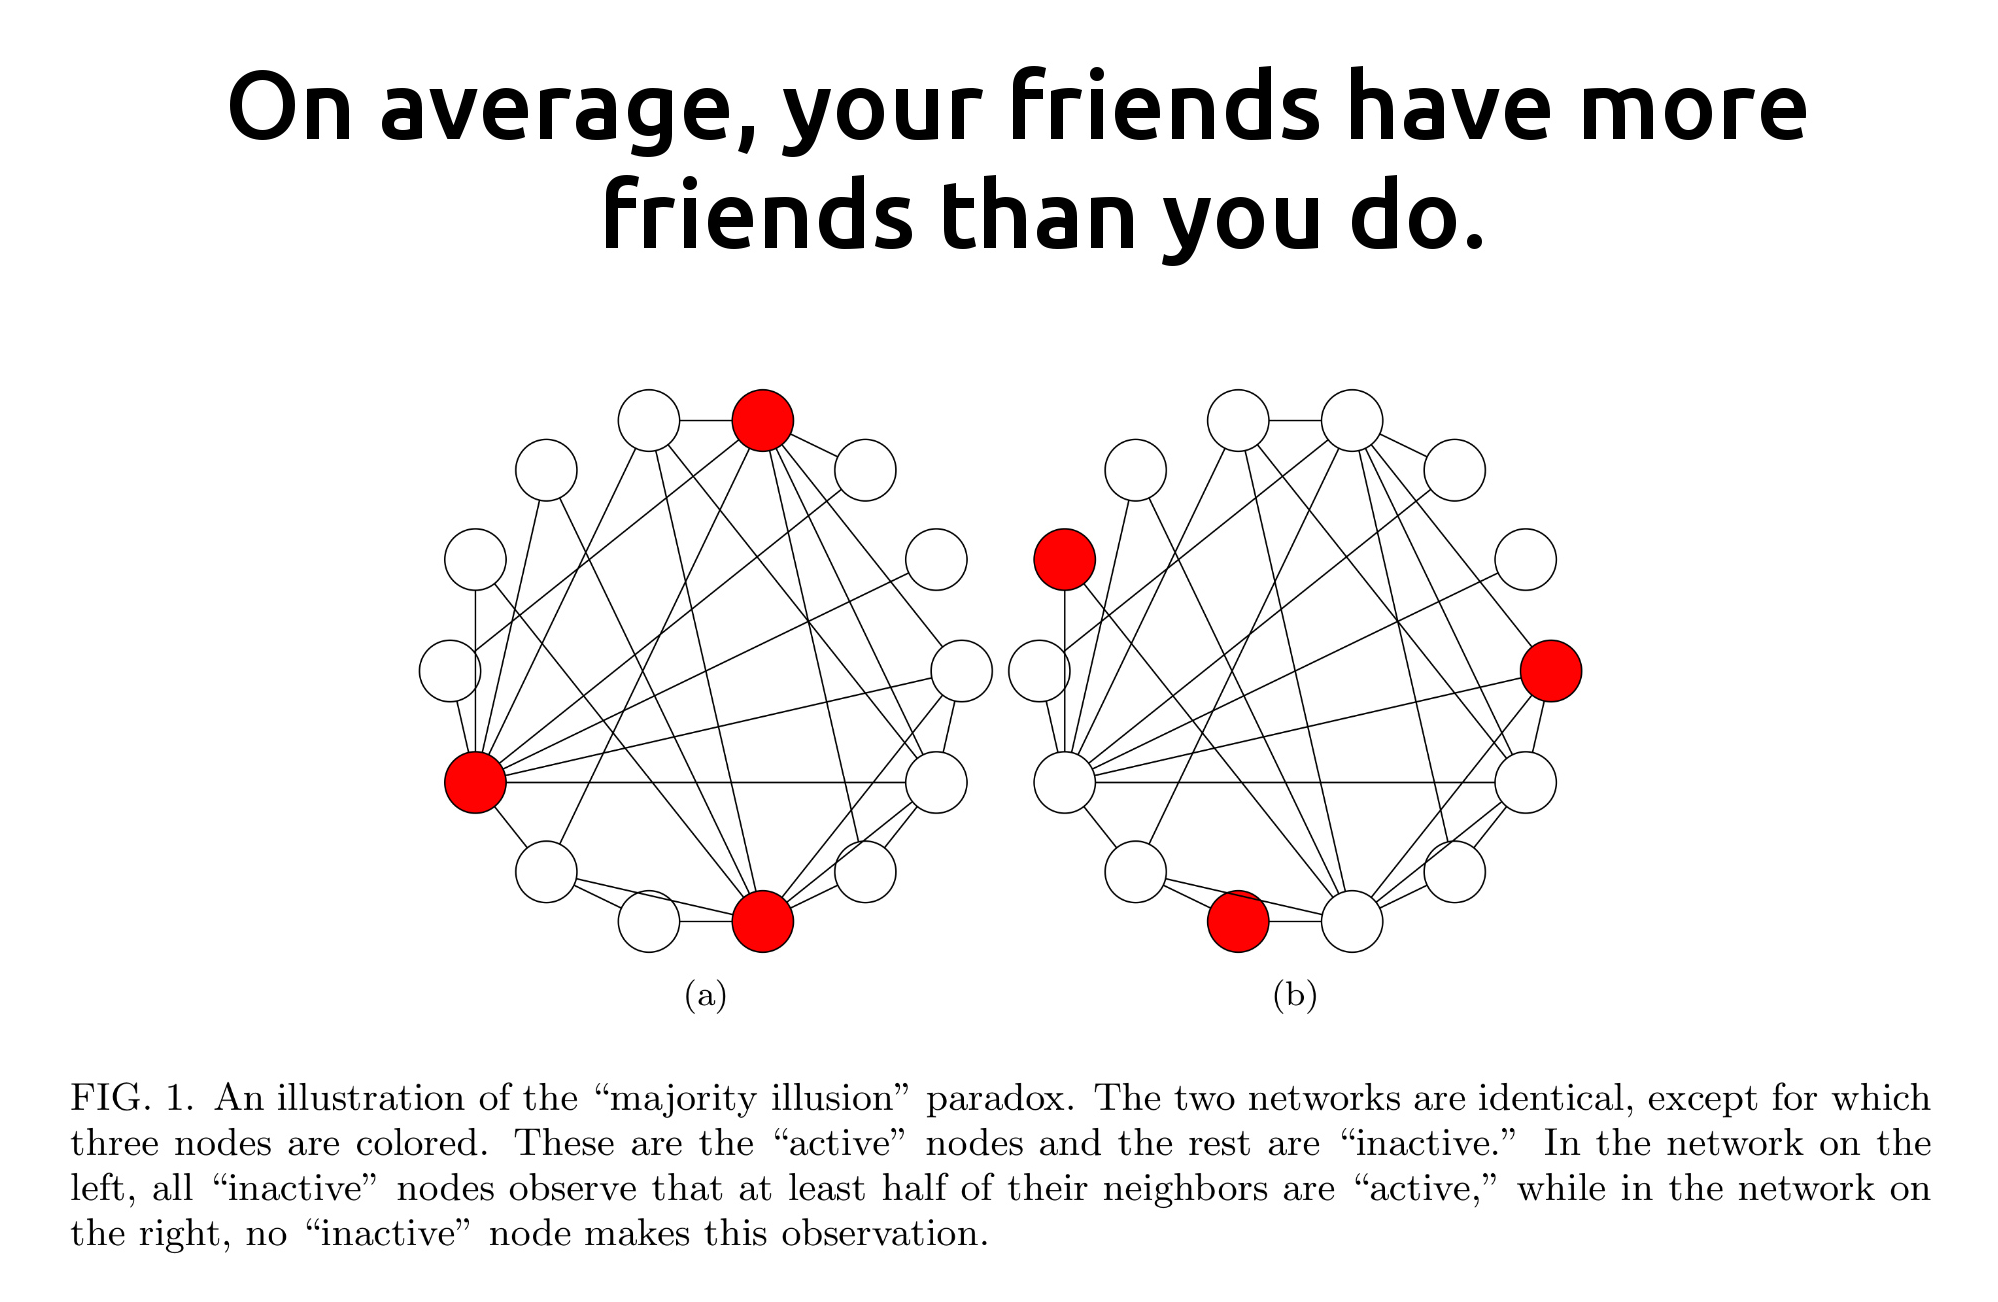 On average, your friends have more
friends than you do.
(a)
(b)
FIG. 1. An illustration of the “majority illusion” paradox. The two networks are identical, except for which
three nodes are colored. These are the “active” nodes and the rest are “inactive.” In the network on the
left, all “inactive” nodes observe that at least half of their neighbors are “active,” while in the network on
the right, no “inactive” node makes this observation.